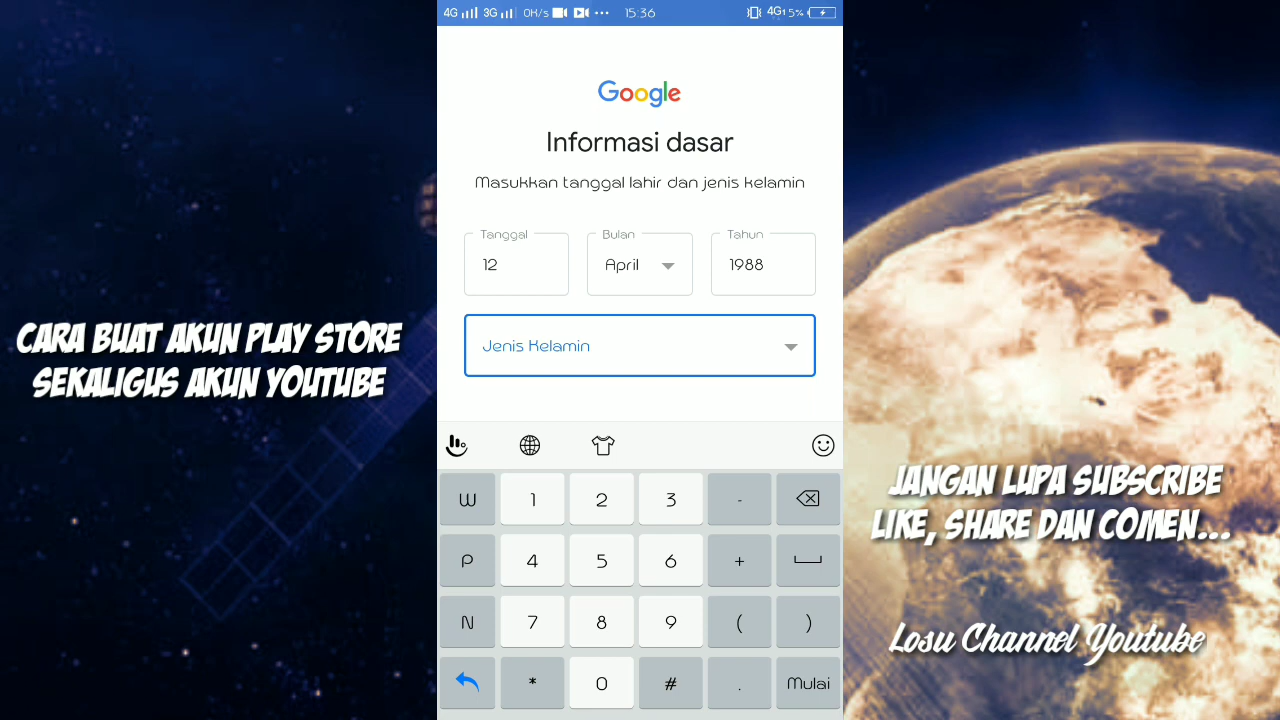 4G 3G 0K/s 15:36 4G 15%
Google
Informasi dasar
Masukkan tanggal lahir dan jenis kelamin
Tanggal Bulan Tahun
12 April 1988
Jenis Kelamin
CARA BUAT AKUN PLAY STORE
SEKALIGUS AKUN YOUTUBE
JANGAN LUPA SUBSCRIBE
LIKE, SHARE DAN COMEN...
Losu Channel Youtube
W 1 2 3 -
P 4 5 6 +
N 7 8 9 ( )
* 0 # . Mulai